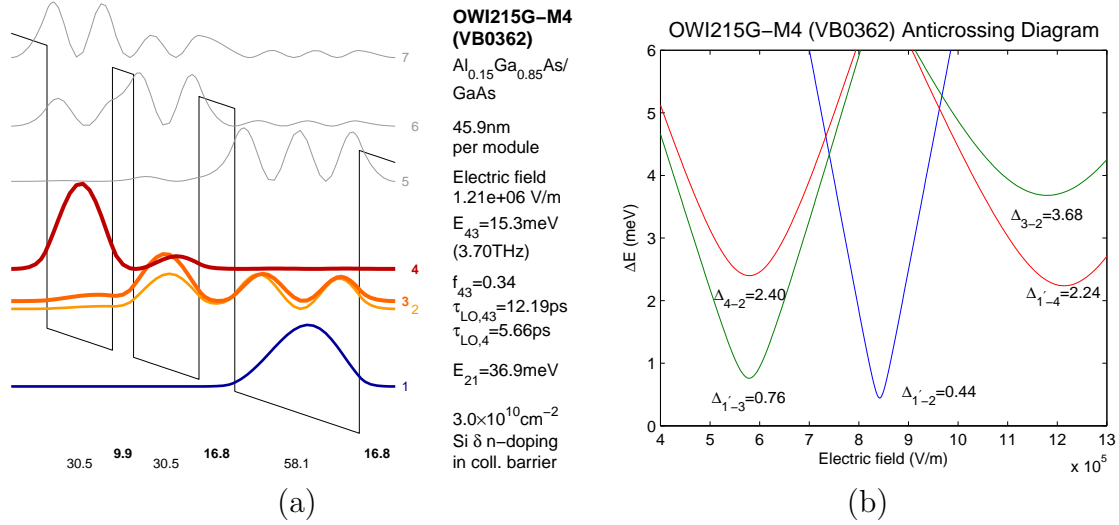 7
6
5
4
3
2
1
9.9
16.8
16.8
30.5
30.5
58.1
OWI215G−M4
(VB0362)
Al0.15Ga0.85As/
GaAs
45.9nm
per module
Electric field
1.21e+06 V/m
E43=15.3meV
(3.70THz)
f43=0.34
τLO,43=12.19ps
τLO,4=5.66ps
E21=36.9meV
3.0×10^10cm^−2
Si δ n−doping
in coll. barrier
(a)
OWI215G−M4 (VB0362) Anticrossing Diagram
6
5
4
3
2
1
0
ΔE (meV)
Δ3−2=3.68
Δ4−2=2.40
Δ1′−4=2.24
Δ1′−3=0.76
Δ1′−2=0.44
4 5 6 7 8 9 10 11 12 13
Electric field (V/m)
x 10^5
(b)